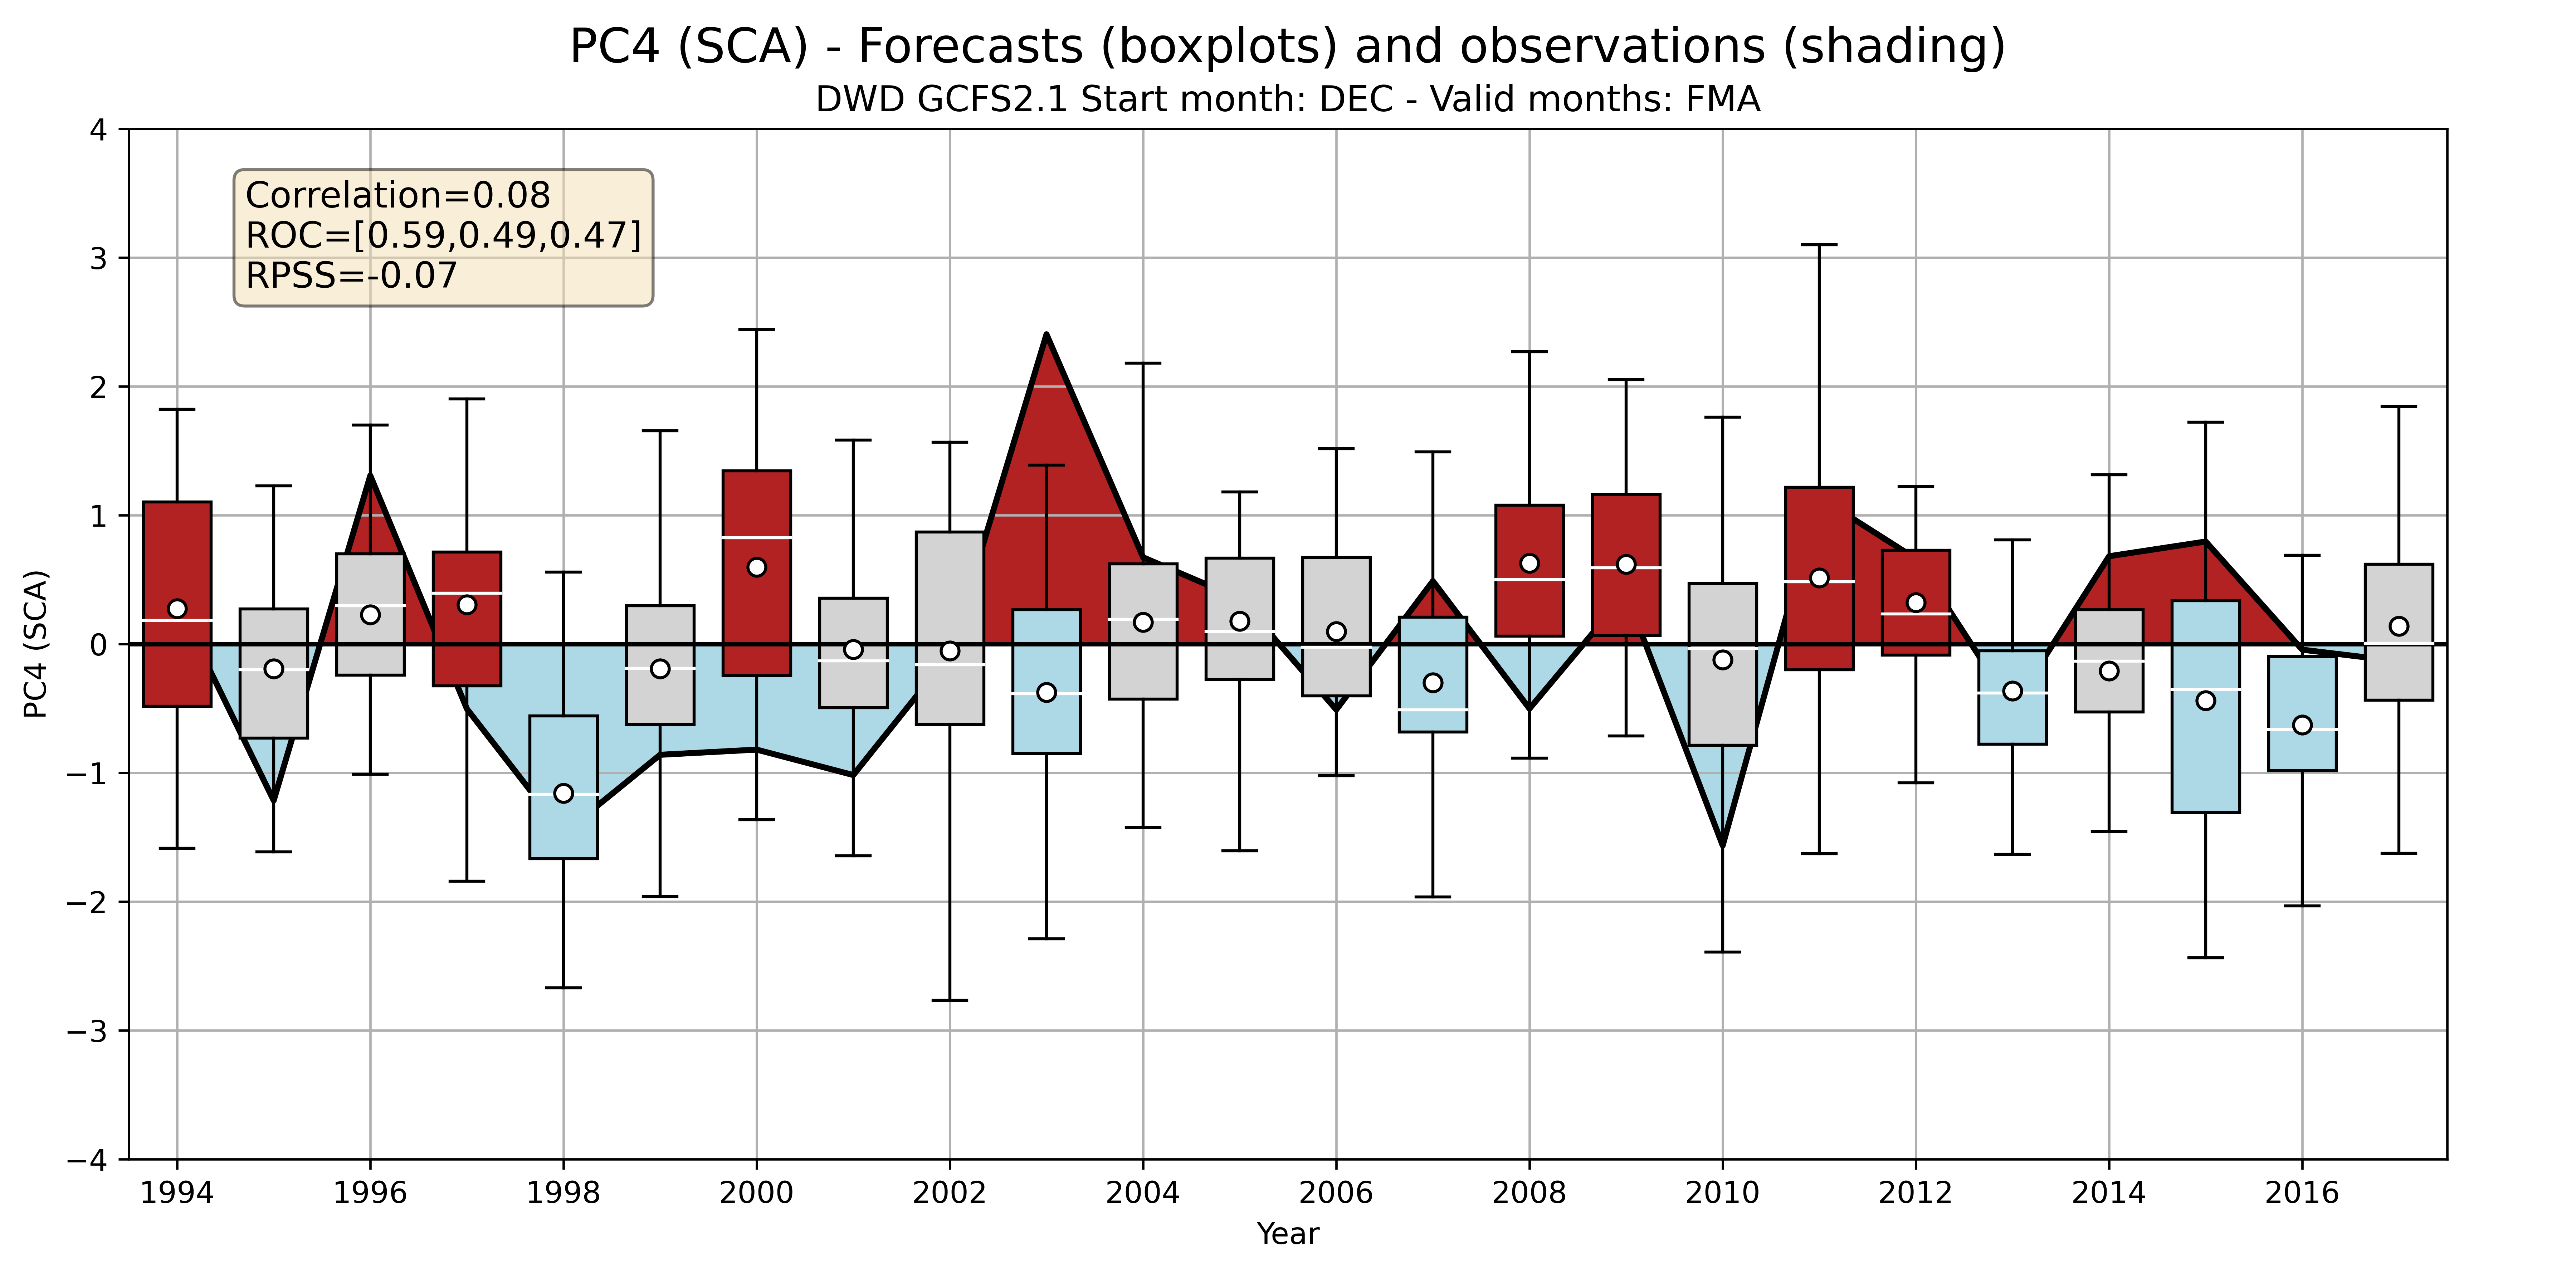 PC4 (SCA) - Forecasts (boxplots) and observations (shading)
DWD GCFS2.1 Start month: DEC - Valid months: FMA
Correlation=0.08
ROC=[0.59,0.49,0.47]
RPSS=-0.07
PC4 (SCA)
4
3
2
1
0
−1
−2
−3
−4
1994 1996 1998 2000 2002 2004 2006 2008 2010 2012 2014 2016
Year